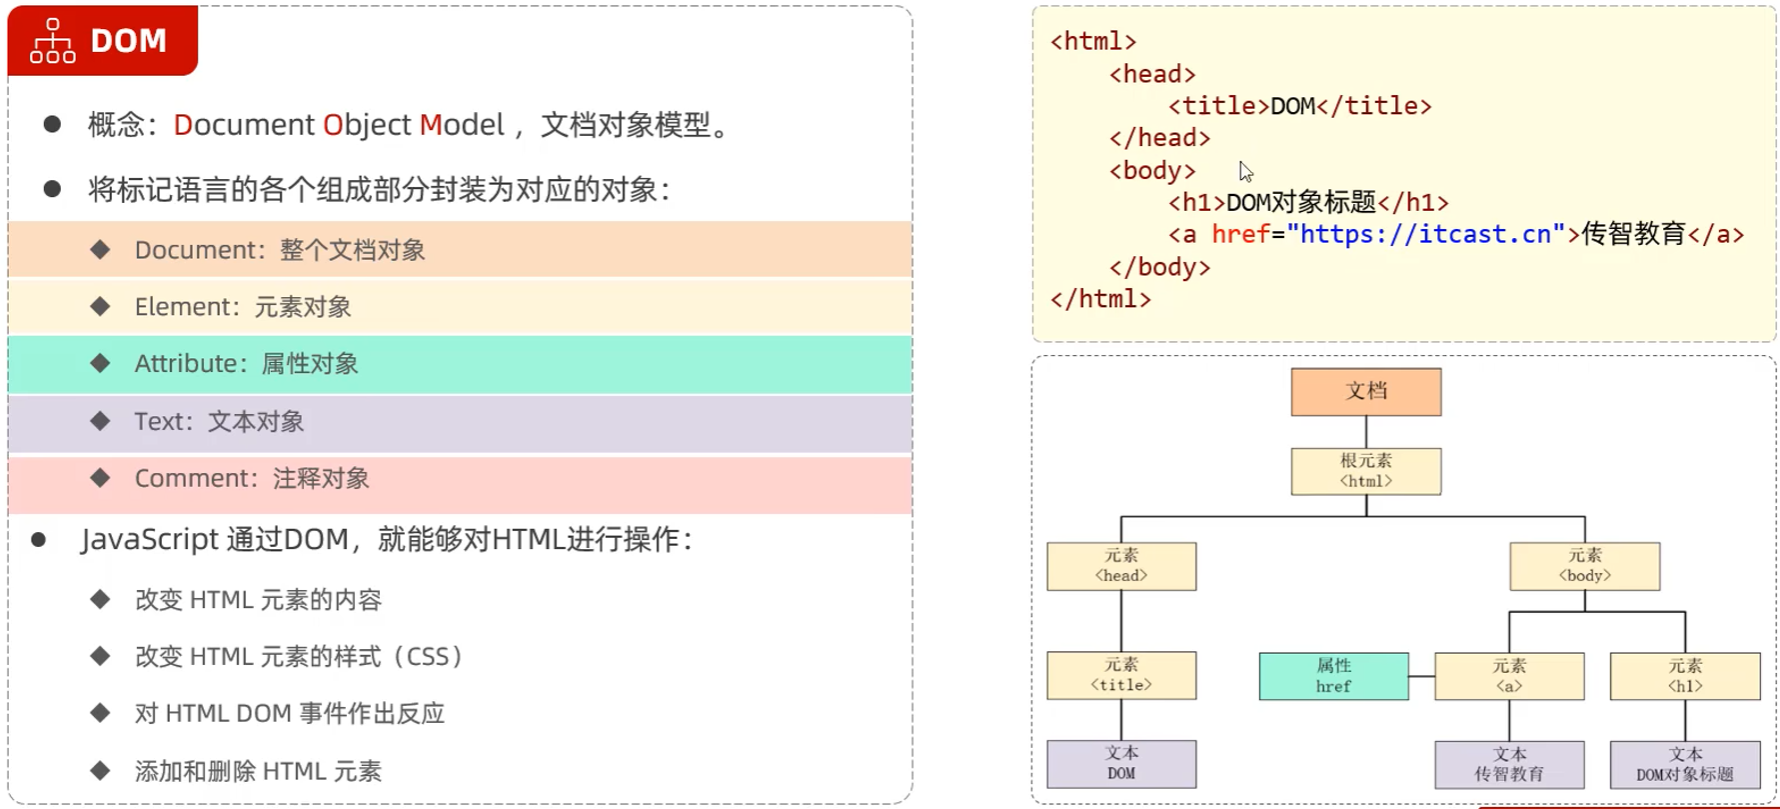 DOM
概念：Document Object Model ，文档对象模型。
将标记语言的各个组成部分封装为对应的对象：
Document：整个文档对象
Element：元素对象
Attribute：属性对象
Text：文本对象
Comment：注释对象
JavaScript 通过DOM，就能够对HTML进行操作：
改变 HTML 元素的内容
改变 HTML 元素的样式（CSS）
对 HTML DOM 事件作出反应
添加和删除 HTML 元素
<html>
<head>
<title>DOM</title>
</head>
<body>
<h1>DOM对象标题</h1>
<a href="https://itcast.cn">传智教育</a>
</body>
</html>
文档
根元素
<html>
元素
<head>
元素
<body>
元素
<title>
属性
href
元素
<a>
元素
<h1>
文本
DOM
文本
传智教育
文本
DOM对象标题